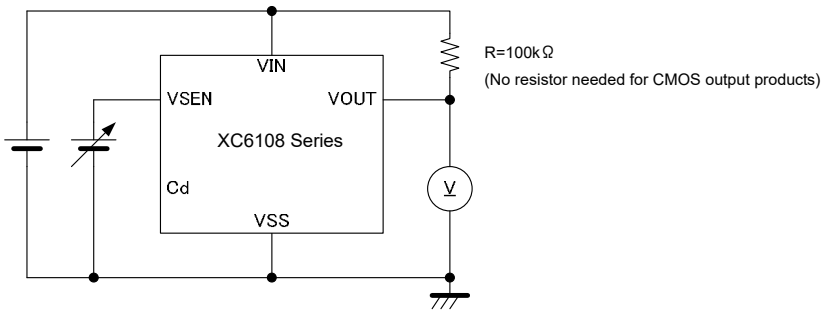 VIN
R=100kΩ
(No resistor needed for CMOS output products)
VSEN
VOUT
XC6108 Series
Cd
V
VSS